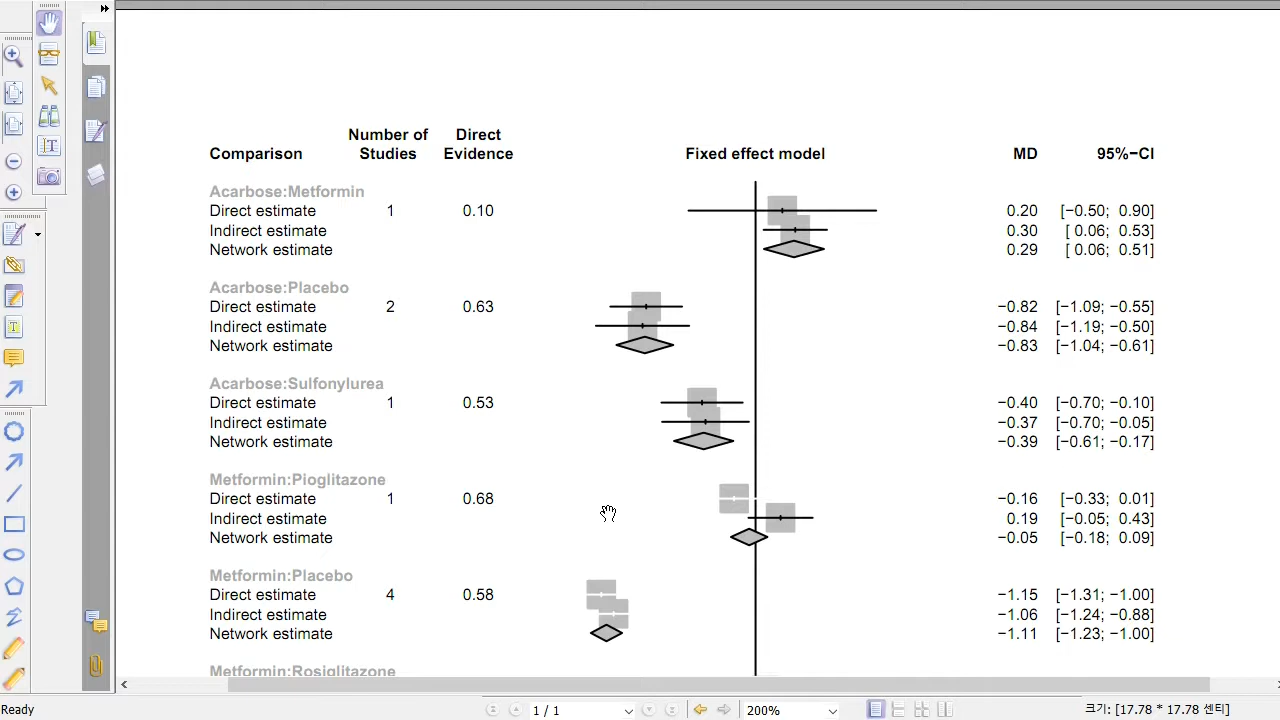 Number of Direct
Comparison Studies Evidence Fixed effect model MD 95%−CI
Acarbose:Metformin
Direct estimate 1 0.10 0.20 [−0.50; 0.90]
Indirect estimate 0.30 [ 0.06; 0.53]
Network estimate 0.29 [ 0.06; 0.51]
Acarbose:Placebo
Direct estimate 2 0.63 −0.82 [−1.09; −0.55]
Indirect estimate −0.84 [−1.19; −0.50]
Network estimate −0.83 [−1.04; −0.61]
Acarbose:Sulfonylurea
Direct estimate 1 0.53 −0.40 [−0.70; −0.10]
Indirect estimate −0.37 [−0.70; −0.05]
Network estimate −0.39 [−0.61; −0.17]
Metformin:Pioglitazone
Direct estimate 1 0.68 −0.16 [−0.33; 0.01]
Indirect estimate 0.19 [−0.05; 0.43]
Network estimate −0.05 [−0.18; 0.09]
Metformin:Placebo
Direct estimate 4 0.58 −1.15 [−1.31; −1.00]
Indirect estimate −1.06 [−1.24; −0.88]
Network estimate −1.11 [−1.23; −1.00]
Metformin:Rosiglitazone
Ready 1 / 1 200% 크기: [17.78 * 17.78 센티]